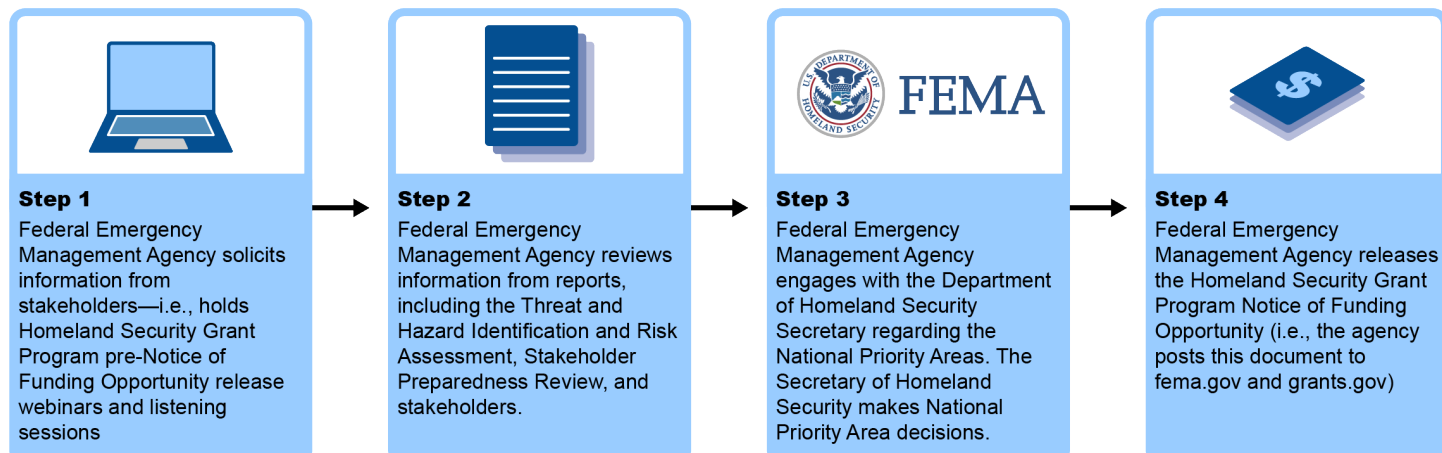 U.S. DEPARTMENT OF
HOMELAND SECURITY
FEMA
$
Step 1
Federal Emergency
Management Agency solicits
information from
stakeholders—i.e., holds
Homeland Security Grant
Program pre-Notice of
Funding Opportunity release
webinars and listening
sessions
Step 2
Federal Emergency
Management Agency reviews
information from reports,
including the Threat and
Hazard Identification and Risk
Assessment, Stakeholder
Preparedness Review, and
stakeholders.
Step 3
Federal Emergency
Management Agency
engages with the Department
of Homeland Security
Secretary regarding the
National Priority Areas. The
Secretary of Homeland
Security makes National
Priority Area decisions.
Step 4
Federal Emergency
Management Agency releases
the Homeland Security Grant
Program Notice of Funding
Opportunity (i.e., the agency
posts this document to
fema.gov and grants.gov)